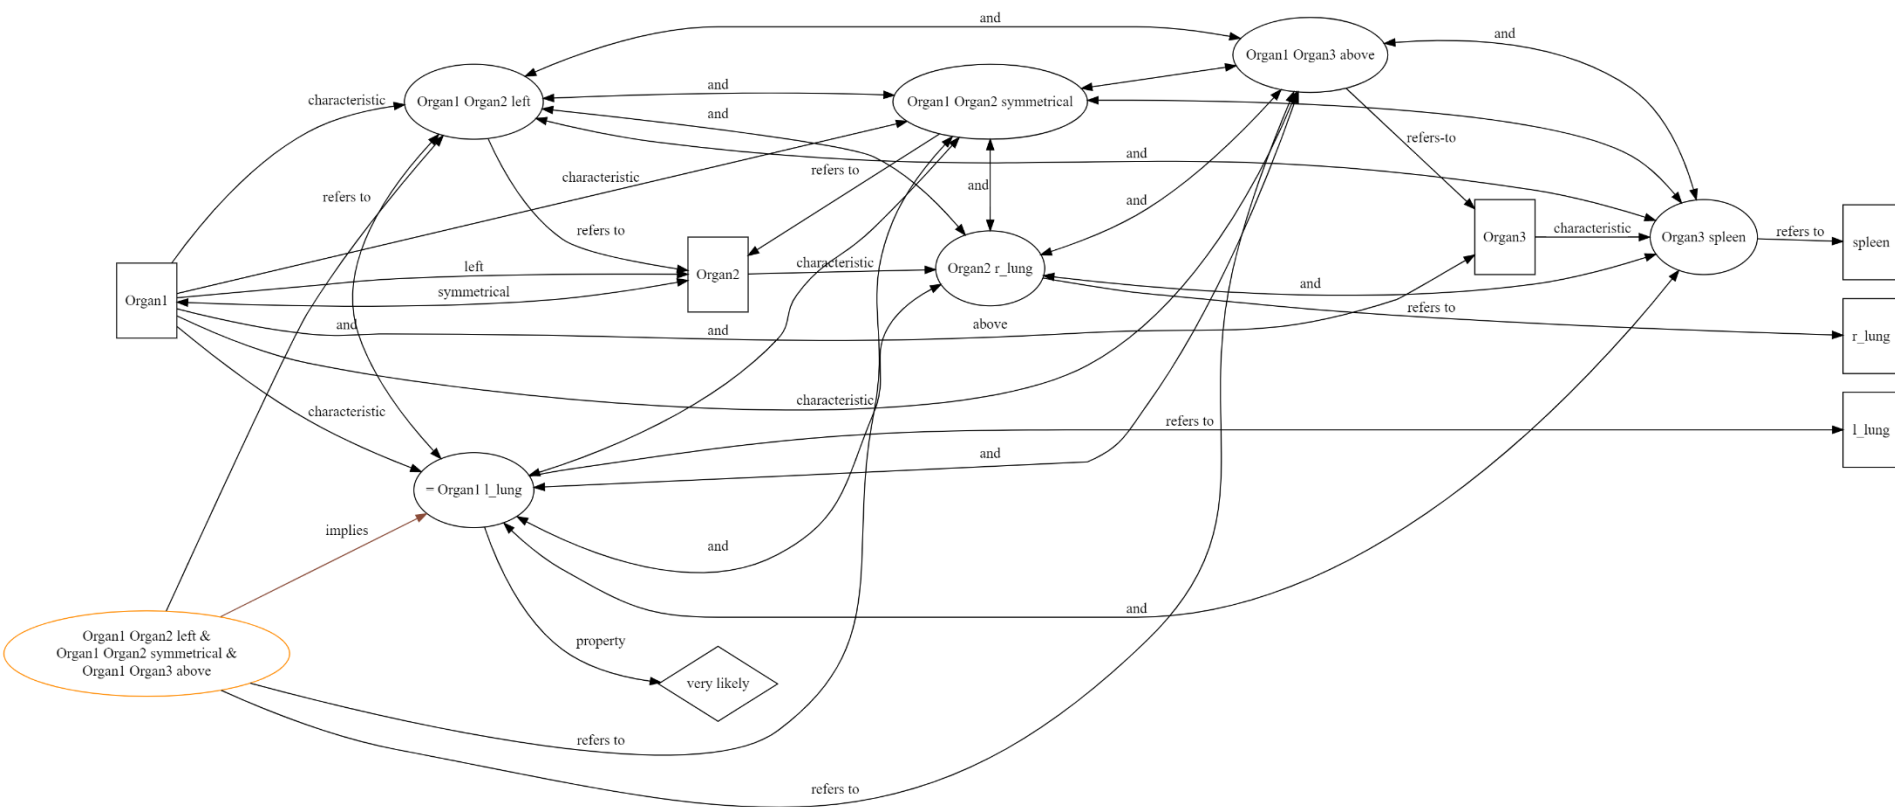 and
Organ1 Organ3 above
and
and
Organ1 Organ2 left
Organ1 Organ2 symmetrical
characteristic
and
refers-to
and
refers to
characteristic
and
refers to
and
refers to
characteristic
Organ3
Organ3 spleen
refers to
spleen
left
Organ2
characteristic
Organ2 r_lung
Organ1
symmetrical
and
refers to
and
and
above
r_lung
characteristic
characteristic
refers to
l_lung
and
= Organ1 l_lung
implies
and
and
Organ1 Organ2 left &
Organ1 Organ2 symmetrical &
Organ1 Organ3 above
property
very likely
refers to
refers to